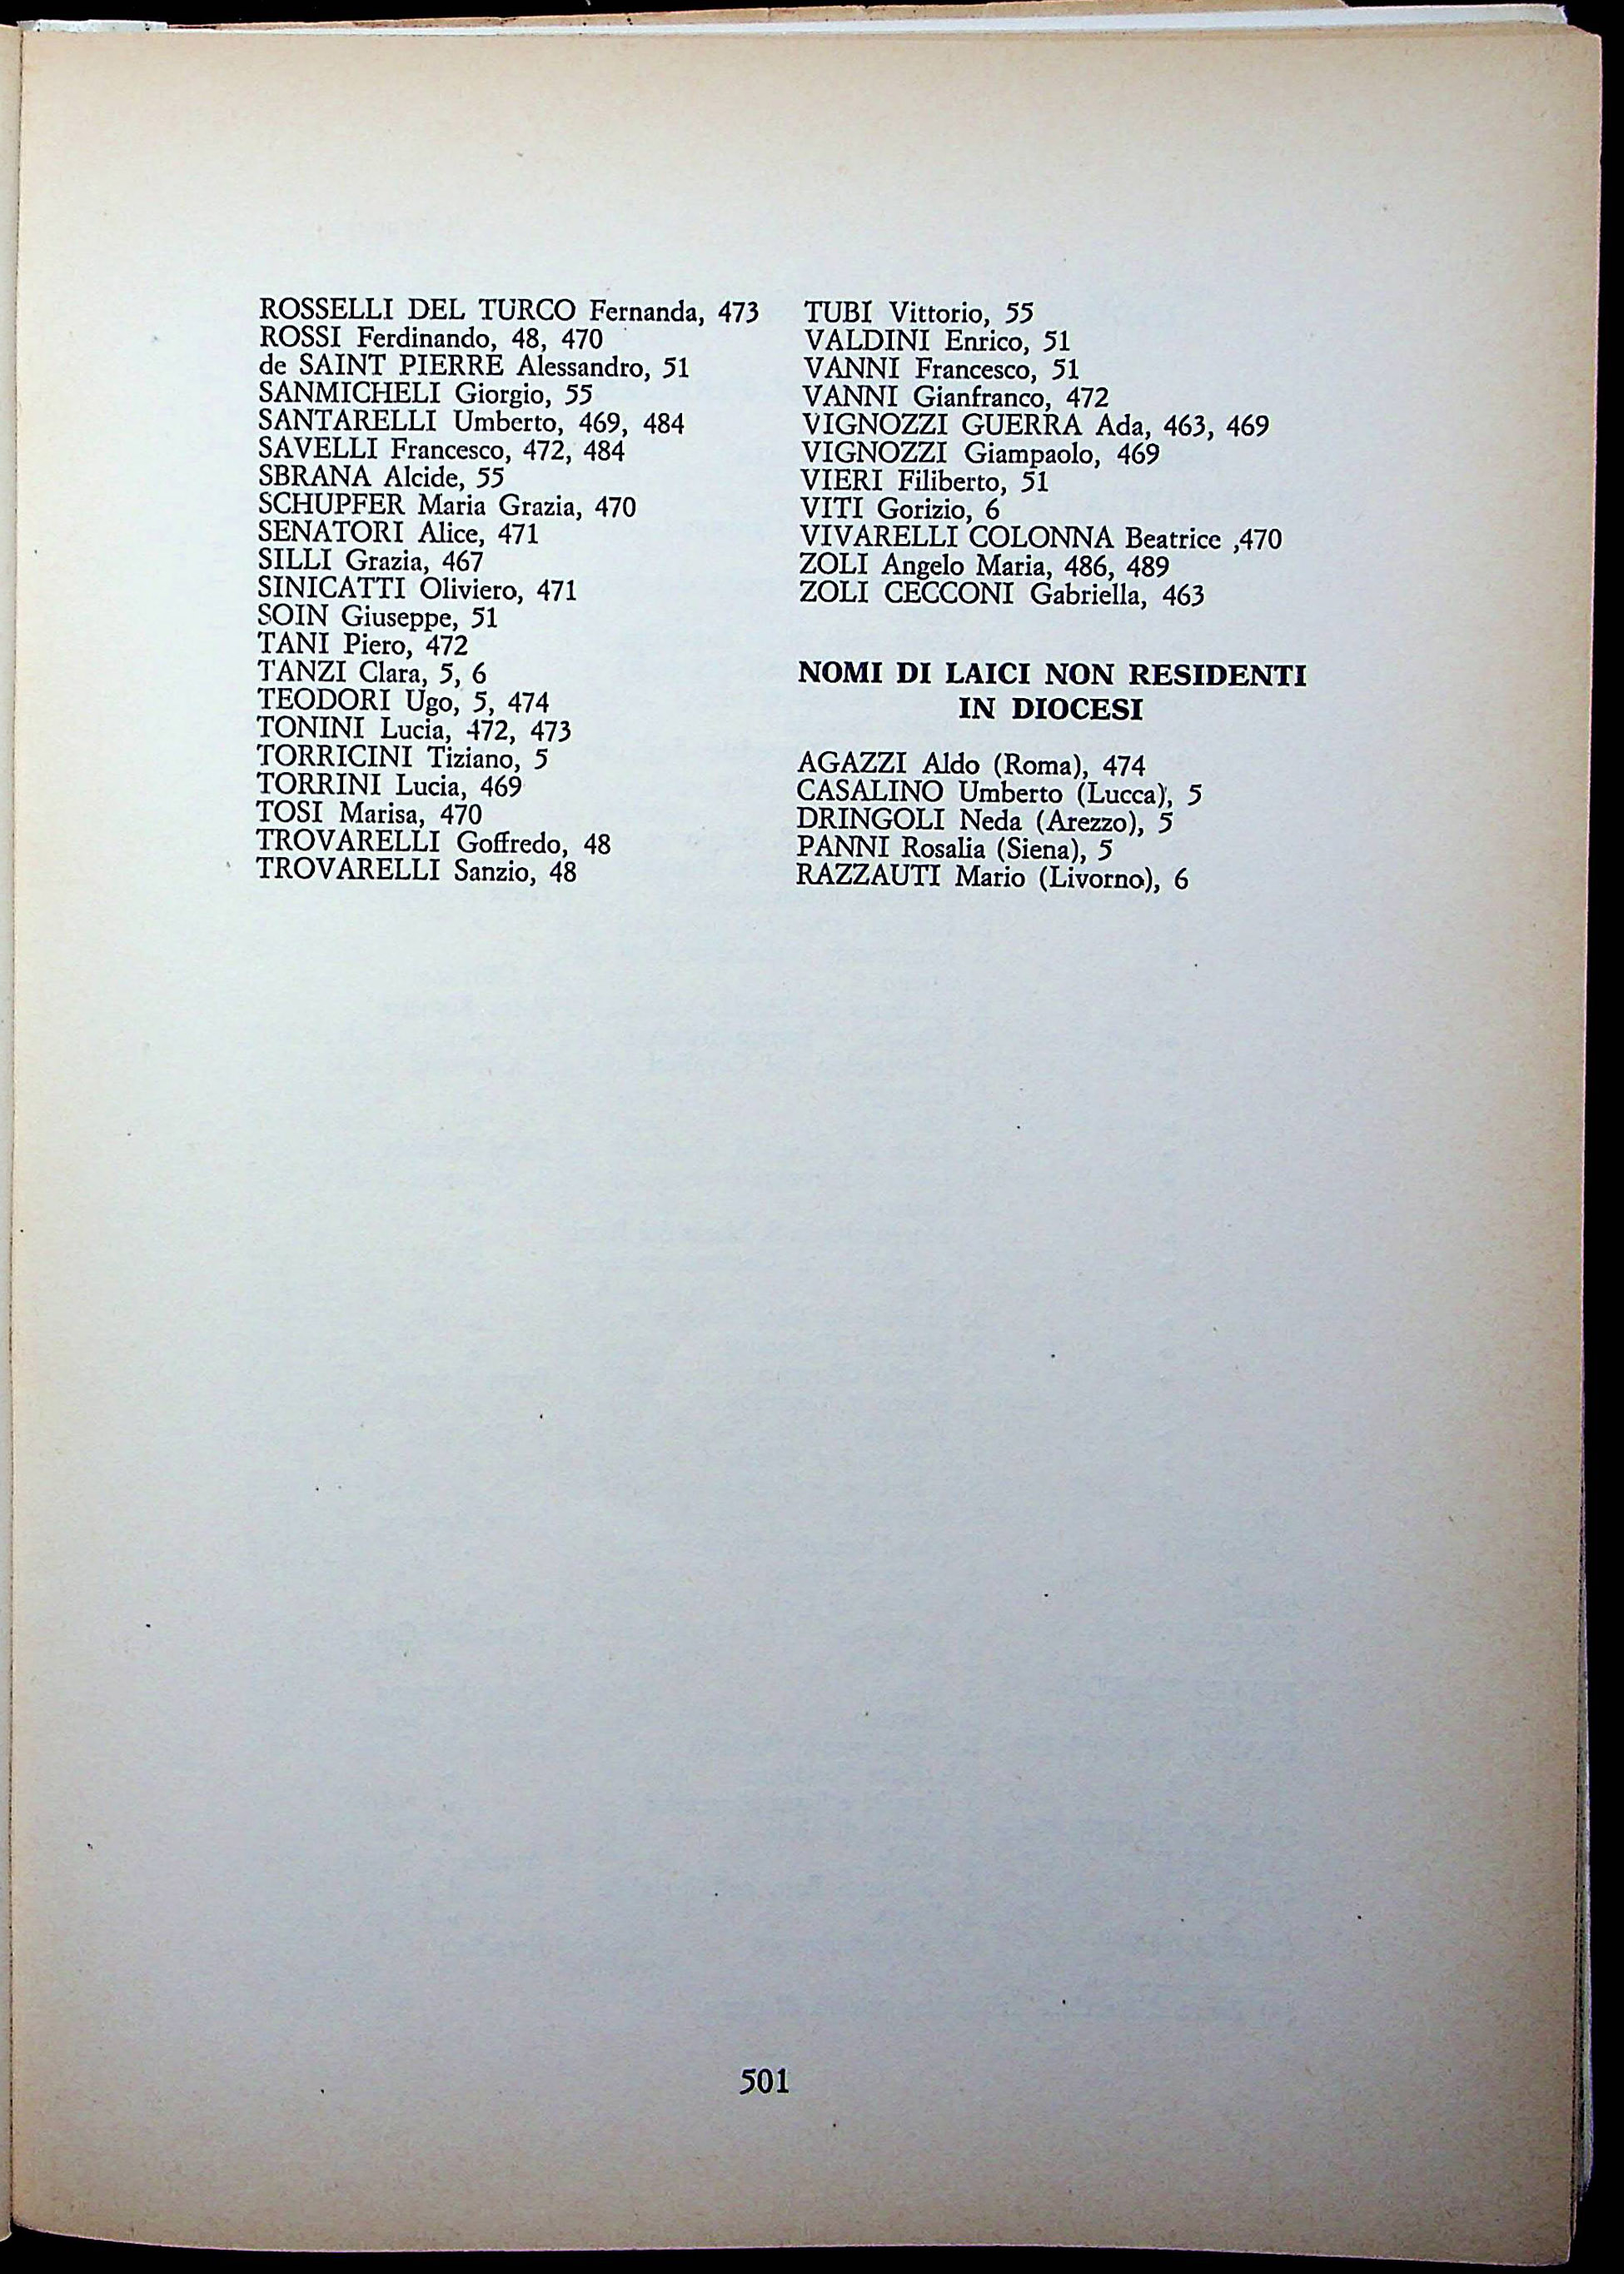 ROSSELLI DEL TURCO Fernanda, 473
ROSSI Ferdinando, 48, 470
de SAINT PIERRE Alessandro, 51
SANMICHELI Giorgio, 55
SANTARELLI Umberto, 469, 484
SAVELLI Francesco, 472, 484
SBRANA Alcide, 55
SCHUPFER Maria Grazia, 470
SENATORI Alice, 471
SILLI Grazia, 467
SINICATTI Oliviero, 471
SOIN Giuseppe, 51
TANI Piero, 472
TANZI Clara, 5, 6
TEODORI Ugo, 5, 474
TONINI Lucia, 472, 473
TORRICINI Tiziano, 5
TORRINI Lucia, 469
TOSI Marisa, 470
TROVARELLI Goffredo, 48
TROVARELLI Sanzio, 48
TUBI Vittorio, 55
VALDINI Enrico, 51
VANNI Francesco, 51
VANNI Gianfranco, 472
VIGNOZZI GUERRA Ada, 463, 469
VIGNOZZI Giampaolo, 469
VIERI Filiberto, 51
VITI Gorizio, 6
VIVARELLI COLONNA Beatrice ,470
ZOLI Angelo Maria, 486, 489
ZOLI CECCONI Gabriella, 463
NOMI DI LAICI NON RESIDENTI
IN DIOCESI
AGAZZI Aldo (Roma), 474
CASALINO Umberto (Lucca), 5
DRINGOLI Neda (Arezzo), 5
PANNI Rosalia (Siena), 5
RAZZAUTI Mario (Livorno), 6
501